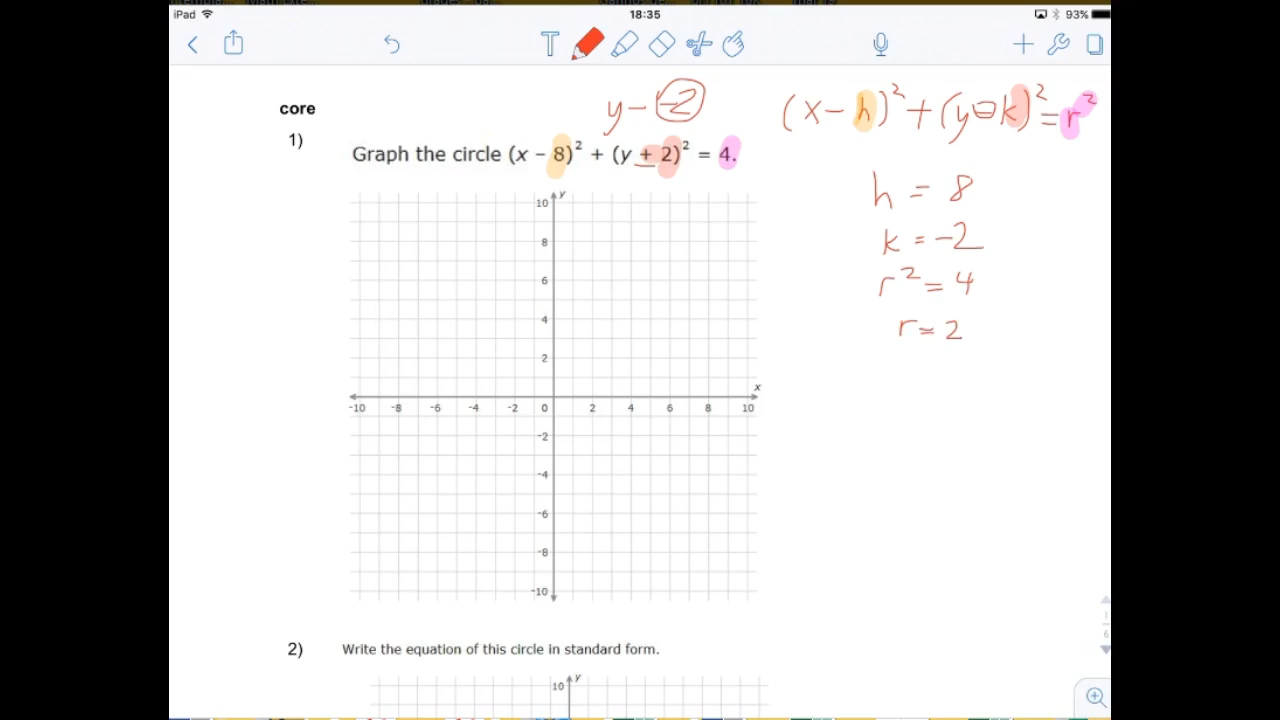 iPad 18:35 93%
T
core
y - (-2) (x - h)² + (y - k)² = r²
1)
Graph the circle (x − 8)² + (y + 2)² = 4.
h = 8
k = -2
r² = 4
r = 2
y
10
8
6
4
2
x
-10 -8 -6 -4 -2 0 2 4 6 8 10
-2
-4
-6
-8
-10
1
6
2) Write the equation of this circle in standard form.
y
10